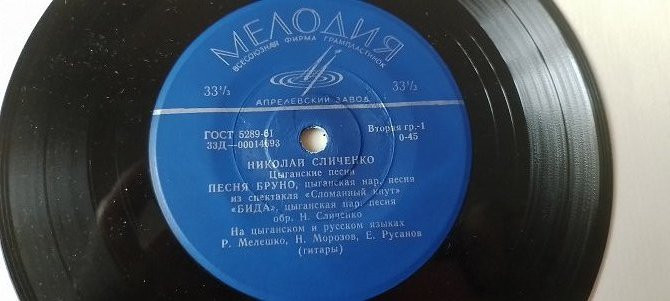 МЕЛОДИЯ
ВСЕСОЮЗНАЯ ФИРМА ГРАМПЛАСТИНОК
33⅓ 33⅓
АПРЕЛЕВСКИЙ ЗАВОД
ГОСТ 5289-61 Вторая гр.-1
33Д—00014693 0-45
НИКОЛАЙ СЛИЧЕНКО
Цыганские песни
ПЕСНЯ БРУНО, цыганская нар. песня
из спектакля «Сломанный кнут»
«БИДА», цыганская нар. песня
обр. Н. Сличенко
На цыганском и русском языках
Р. Мелешко, Н. Морозов, Е. Русанов
(гитары)